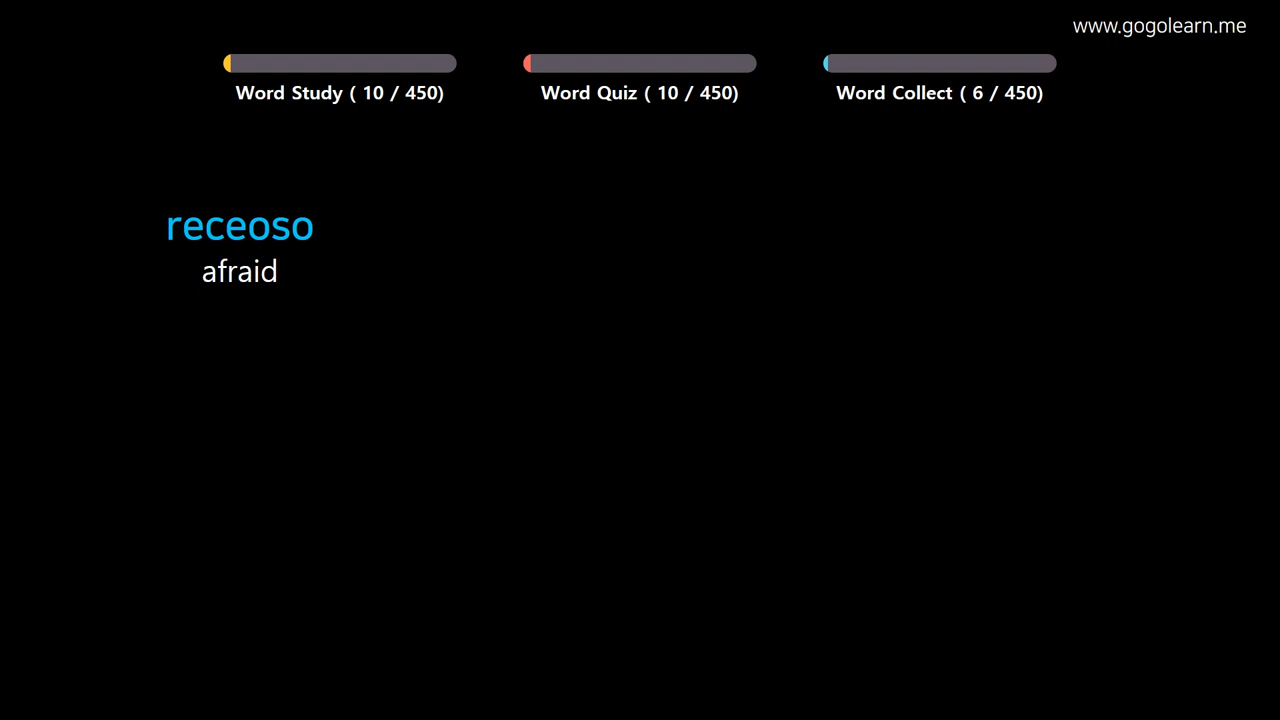 www.gogolearn.me
Word Study ( 10 / 450)
Word Quiz ( 10 / 450)
Word Collect ( 6 / 450)
receoso
afraid